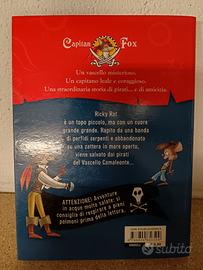 Capitan Fox
Un vascello misterioso.
Un capitano leale e coraggioso.
Una straordinaria storia di pirati... e di amicizia.
Ricky Rat
è un topo piccolo, ma con un cuore
grande grande. Rapito da una banda
di perfidi serpenti e abbandonato
su una zattera in mare aperto,
viene salvato dai pirati
del Vascello Camaleonte...
ATTENZIONE! Avventure
in acque molto salate: si
consiglia di respirare a pieni
polmoni prima della lettura.
Subito